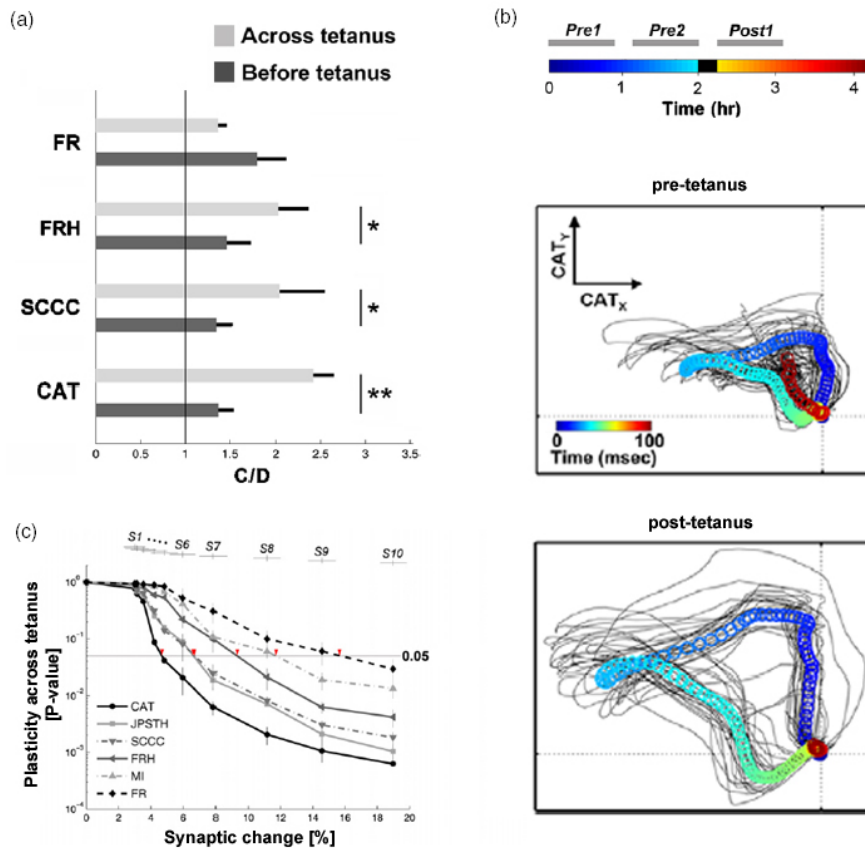 (a)
Across tetanus
Before tetanus
FR
FRH
*
SCCC
*
CAT
**
0 0.5 1 1.5 2 2.5 3 3.5
C/D
(b)
Pre1 Pre2 Post1
0 1 2 3 4
Time (hr)
pre-tetanus
CATY
CATX
0 100
Time (msec)
post-tetanus
(c)
S1 S6 S7 S8 S9 S10
10^0
10^-1
0.05
10^-2
10^-3
10^-4
Plasticity across tetanus
[P-value]
CAT
JPSTH
SCCC
FRH
MI
FR
0 2 4 6 8 10 12 14 16 18 20
Synaptic change [%]